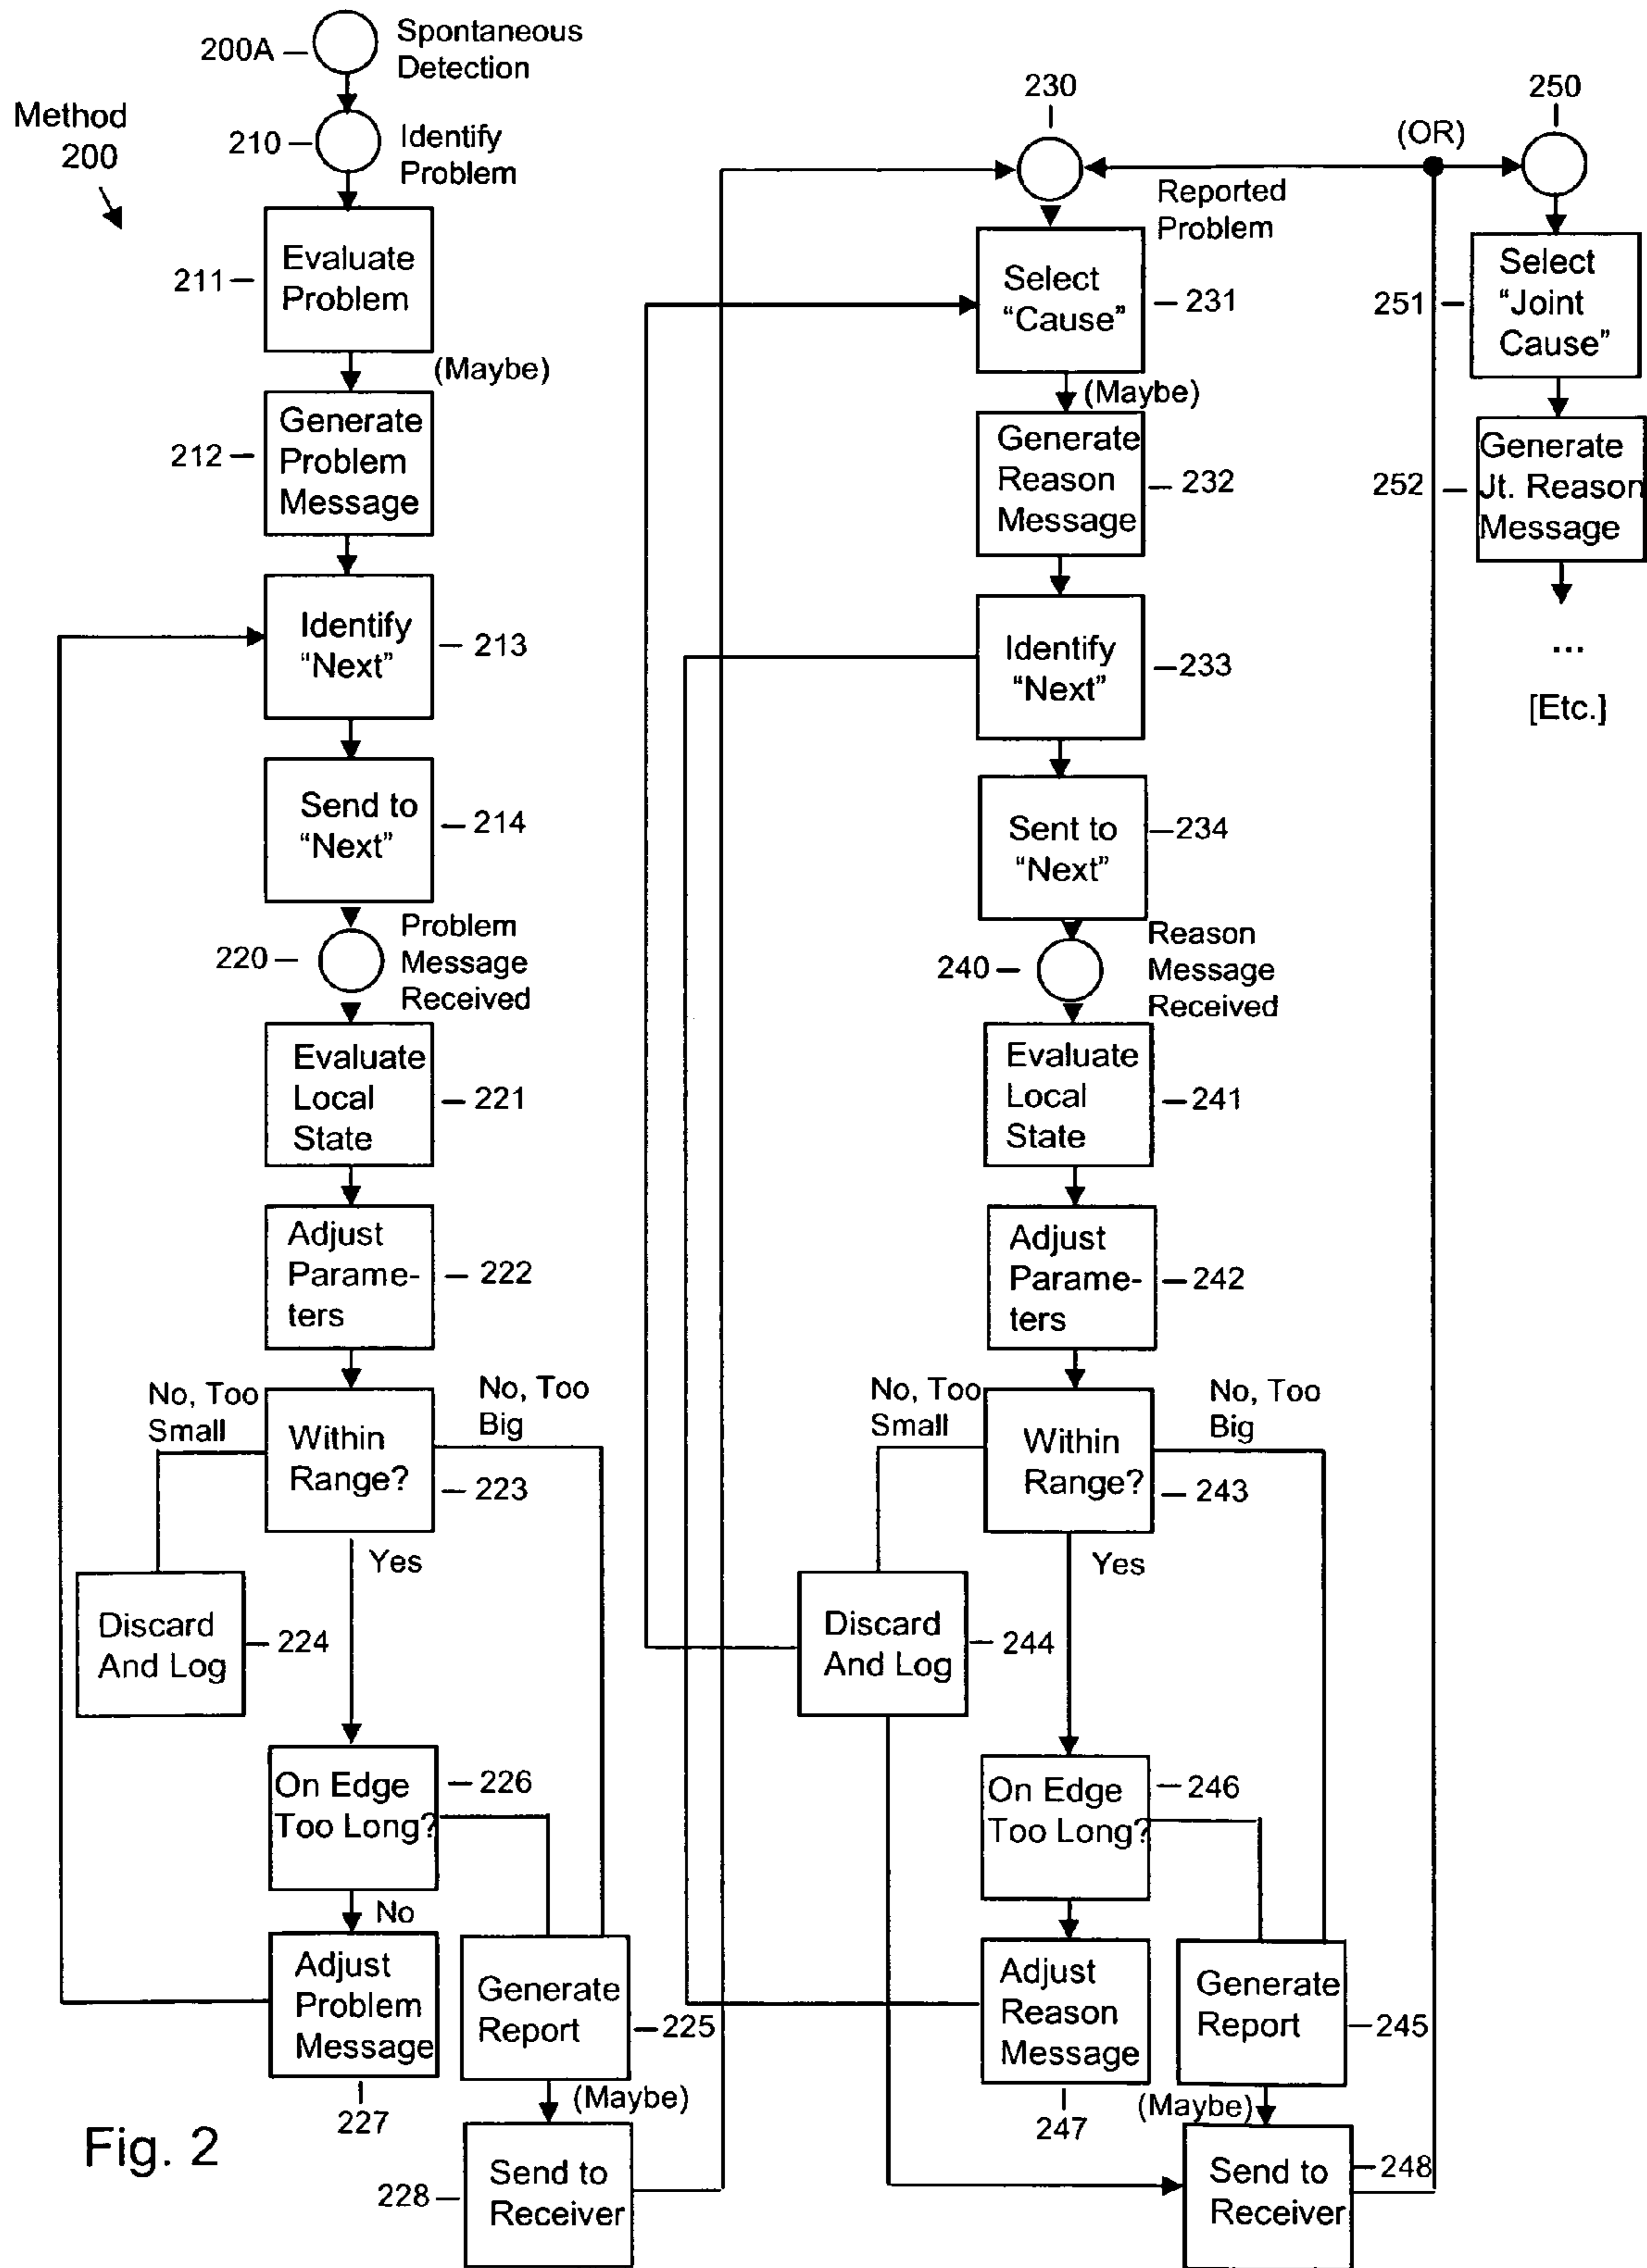 200A
Spontaneous
Detection
Method
200
210
Identify
Problem
211
Evaluate
Problem
(Maybe)
212
Generate
Problem
Message
Identify
“Next”
213
Send to
“Next”
214
220
Problem
Message
Received
Evaluate
Local
State
221
Adjust
Parame-
ters
222
No, Too
Small
No, Too
Big
Within
Range?
223
Yes
Discard
And Log
224
On Edge
Too Long?
226
No
Adjust
Problem
Message
227
Generate
Report
225
(Maybe)
228
Send to
Receiver
230
Reported
Problem
Select
“Cause”
231
(Maybe)
Generate
Reason
Message
232
Identify
“Next”
233
Sent to
“Next”
234
240
Reason
Message
Received
Evaluate
Local
State
241
Adjust
Parame-
ters
242
No, Too
Small
No, Too
Big
Within
Range?
243
Yes
Discard
And Log
244
On Edge
Too Long?
246
Adjust
Reason
Message
247
Generate
Report
245
(Maybe)
Send to
Receiver
248
(OR)
250
251
Select
“Joint
Cause”
252
Generate
Jt. Reason
Message
...
[Etc.]
Fig. 2